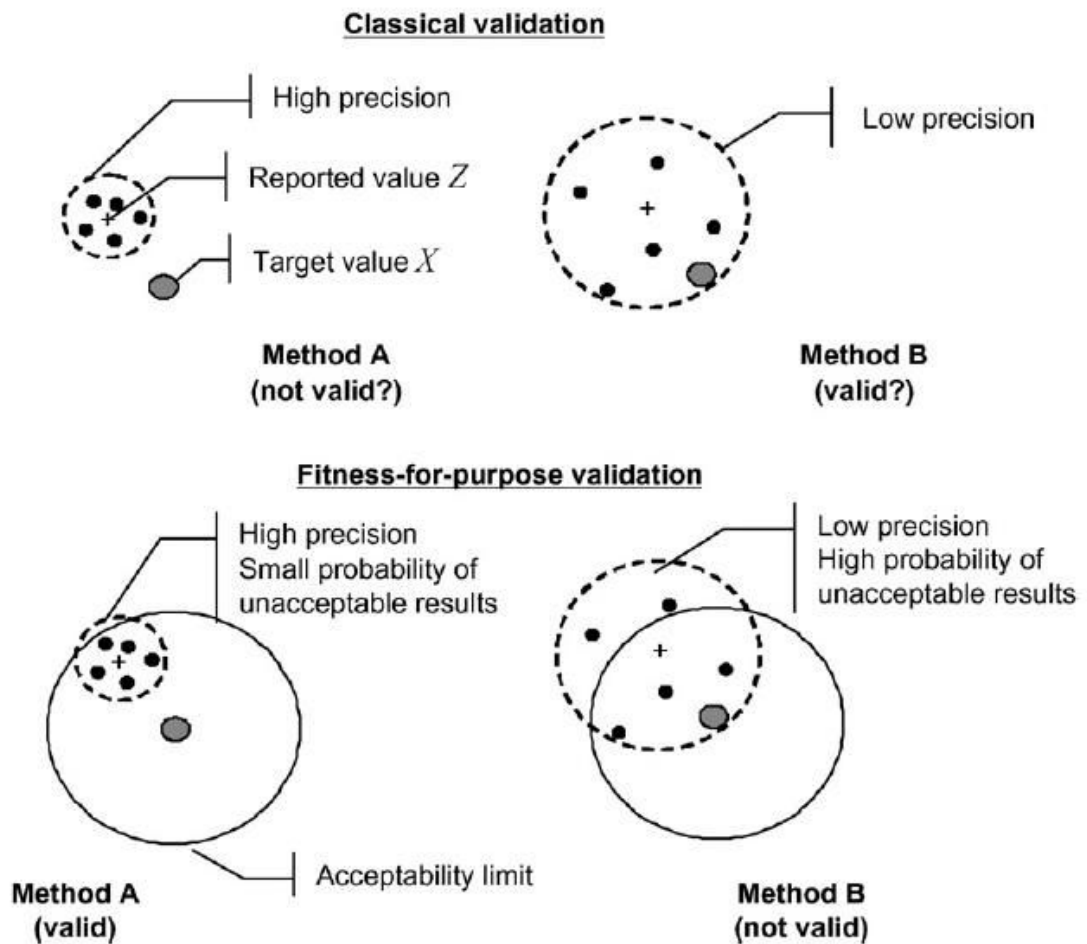 Classical validation
High precision
Reported value Z
Target value X
Low precision
Method A
(not valid?)
Method B
(valid?)
Fitness-for-purpose validation
High precision
Small probability of
unacceptable results
Low precision
High probability of
unacceptable results
Acceptability limit
Method A
(valid)
Method B
(not valid)